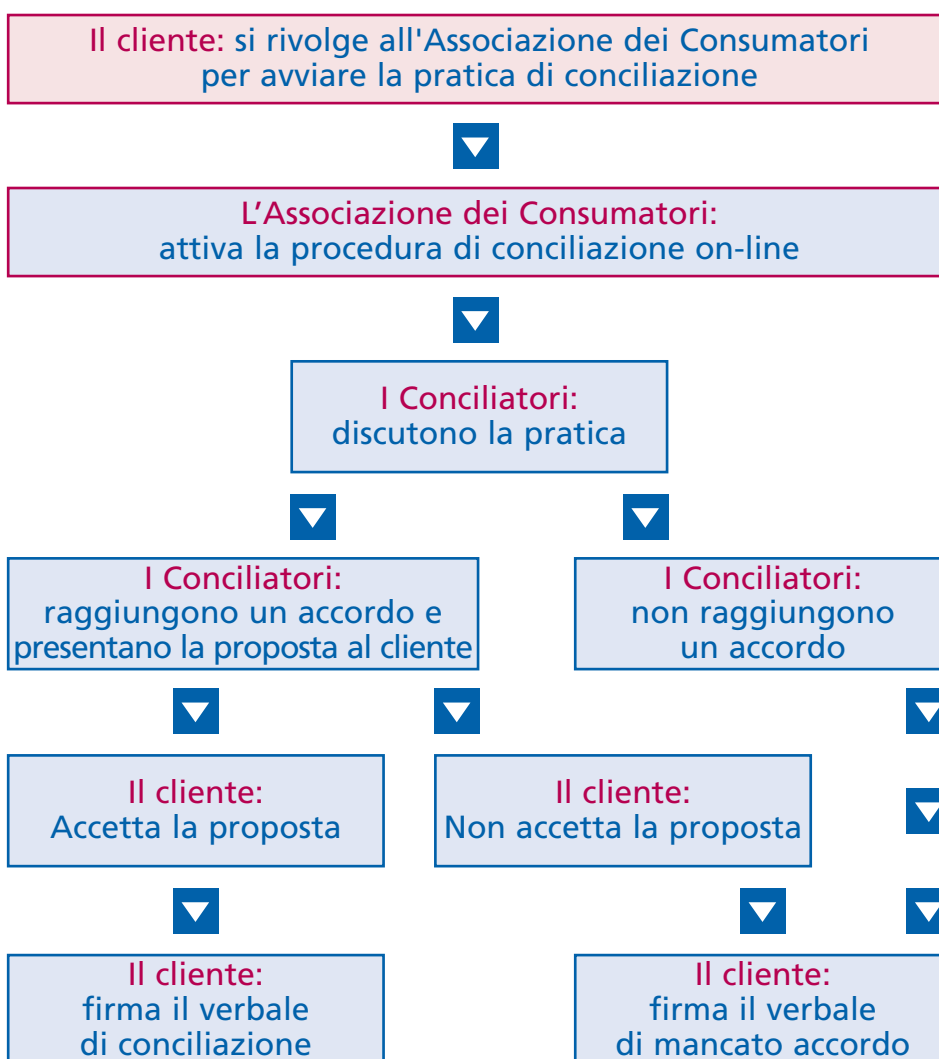 Il cliente: si rivolge all'Associazione dei Consumatori
per avviare la pratica di conciliazione
L’Associazione dei Consumatori:
attiva la procedura di conciliazione on-line
I Conciliatori:
discutono la pratica
I Conciliatori:
raggiungono un accordo e
presentano la proposta al cliente
I Conciliatori:
non raggiungono
un accordo
Il cliente:
Accetta la proposta
Il cliente:
Non accetta la proposta
Il cliente:
firma il verbale
di conciliazione
Il cliente:
firma il verbale
di mancato accordo